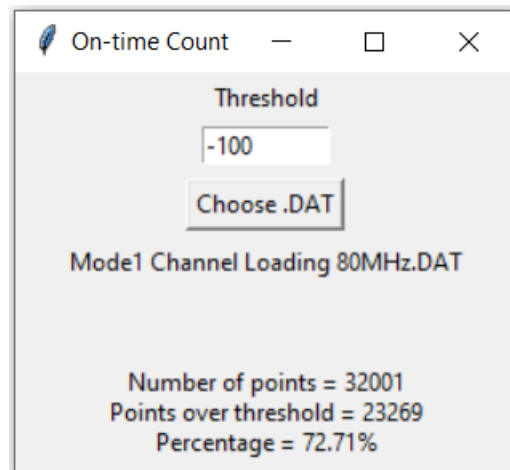 On-time Count
Threshold
-100
Choose .DAT
Mode1 Channel Loading 80MHz.DAT
Number of points = 32001
Points over threshold = 23269
Percentage = 72.71%